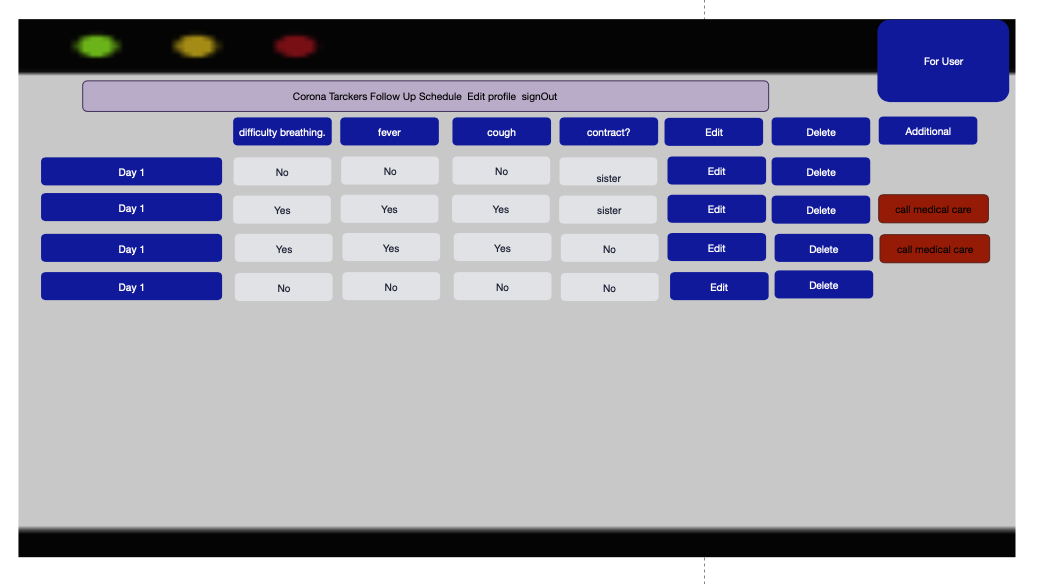 For User
Corona Tarckers Follow Up Schedule Edit profile signOut
difficulty breathing. fever cough contract? Edit Delete Additional
Day 1 No No No sister Edit Delete
Day 1 Yes Yes Yes sister Edit Delete call medical care
Day 1 Yes Yes Yes No Edit Delete call medical care
Day 1 No No No No Edit Delete